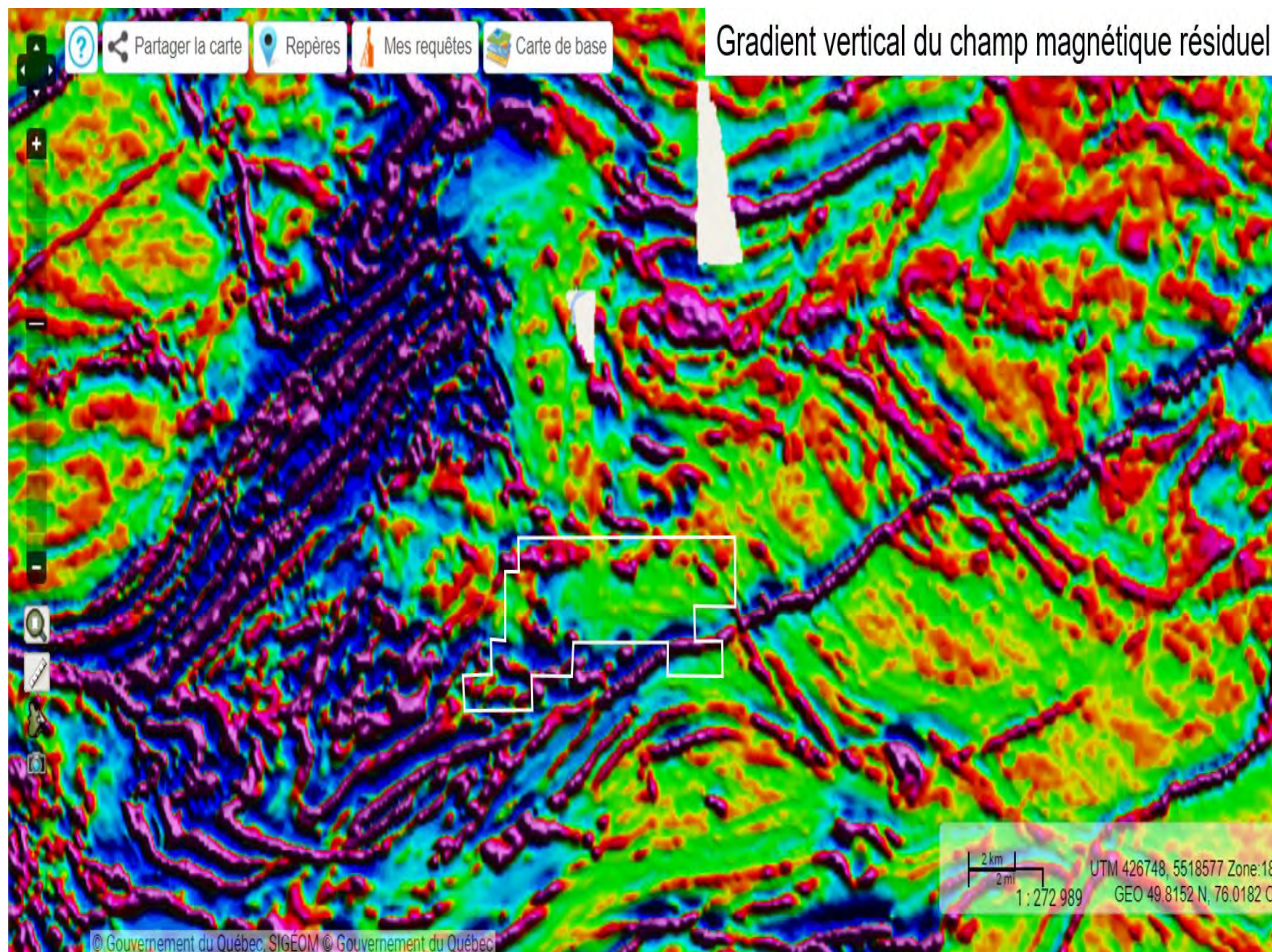 ? Partager la carte Repères Mes requêtes Carte de base
Gradient vertical du champ magnétique résiduel
2 km
2 mi
1 : 272 989
UTM 426748, 5518577 Zone:18
GEO 49.8152 N, 76.0182 O
© Gouvernement du Québec, SIGÉOM © Gouvernement du Québec